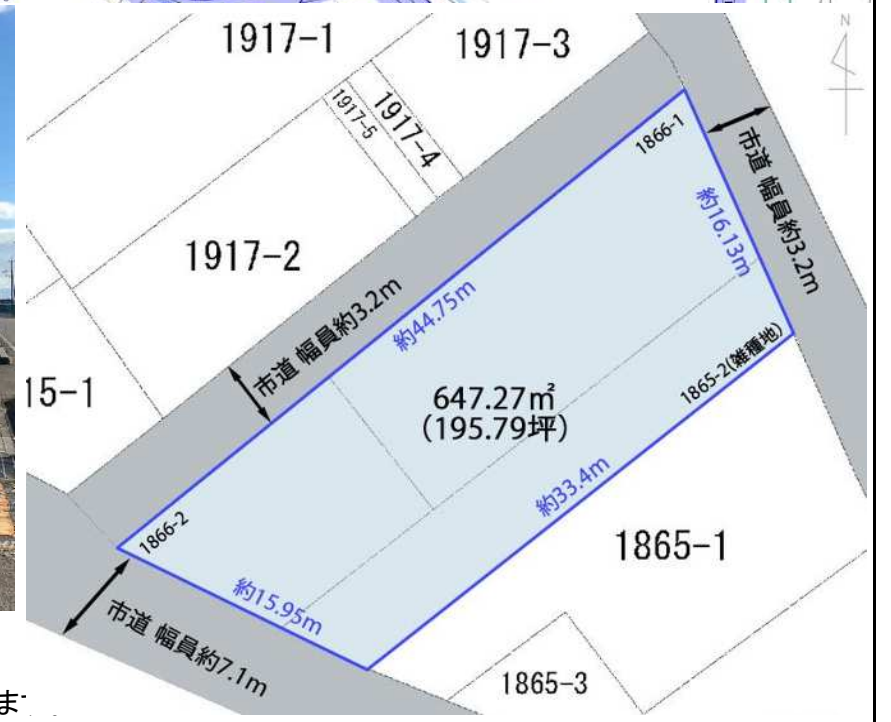 N
1917-1
1917-3
1917-5
1917-4
1866-1
市道 幅員約3.2m
約16.13m
1917-2
市道 幅員約3.2m
約44.75m
15-1
647.27㎡
(195.79坪)
1865-2(雑種地)
約33.4m
1866-2
1865-1
約15.95m
市道 幅員約7.1m
1865-3
ま